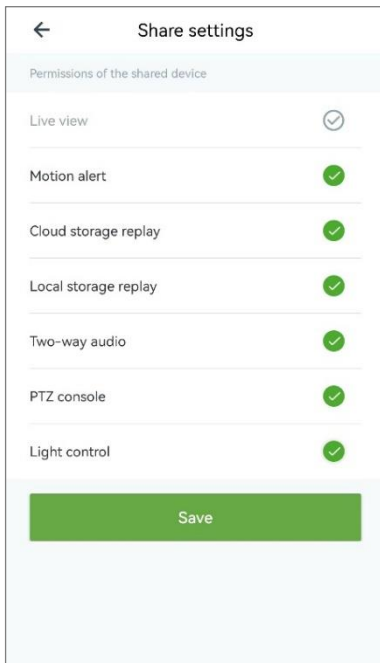 Share settings
Permissions of the shared device
Live view
Motion alert
Cloud storage replay
Local storage replay
Two-way audio
PTZ console
Light control
Save